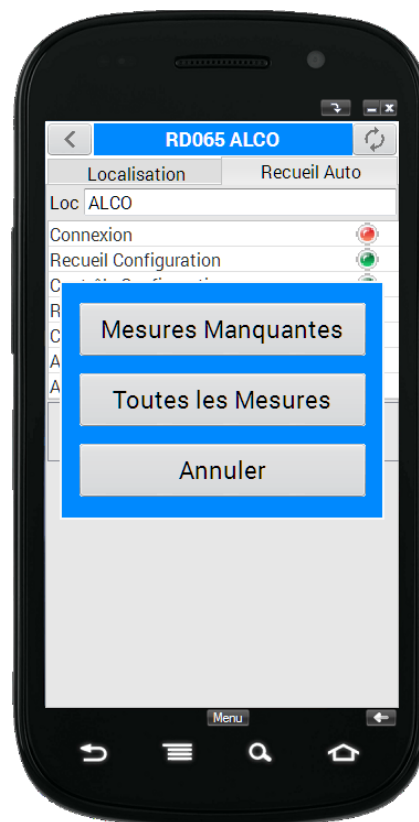 RD065 ALCO
Localisation Recueil Auto
Loc ALCO
Connexion
Recueil Configuration
Mesures Manquantes
Toutes les Mesures
Annuler
Menu